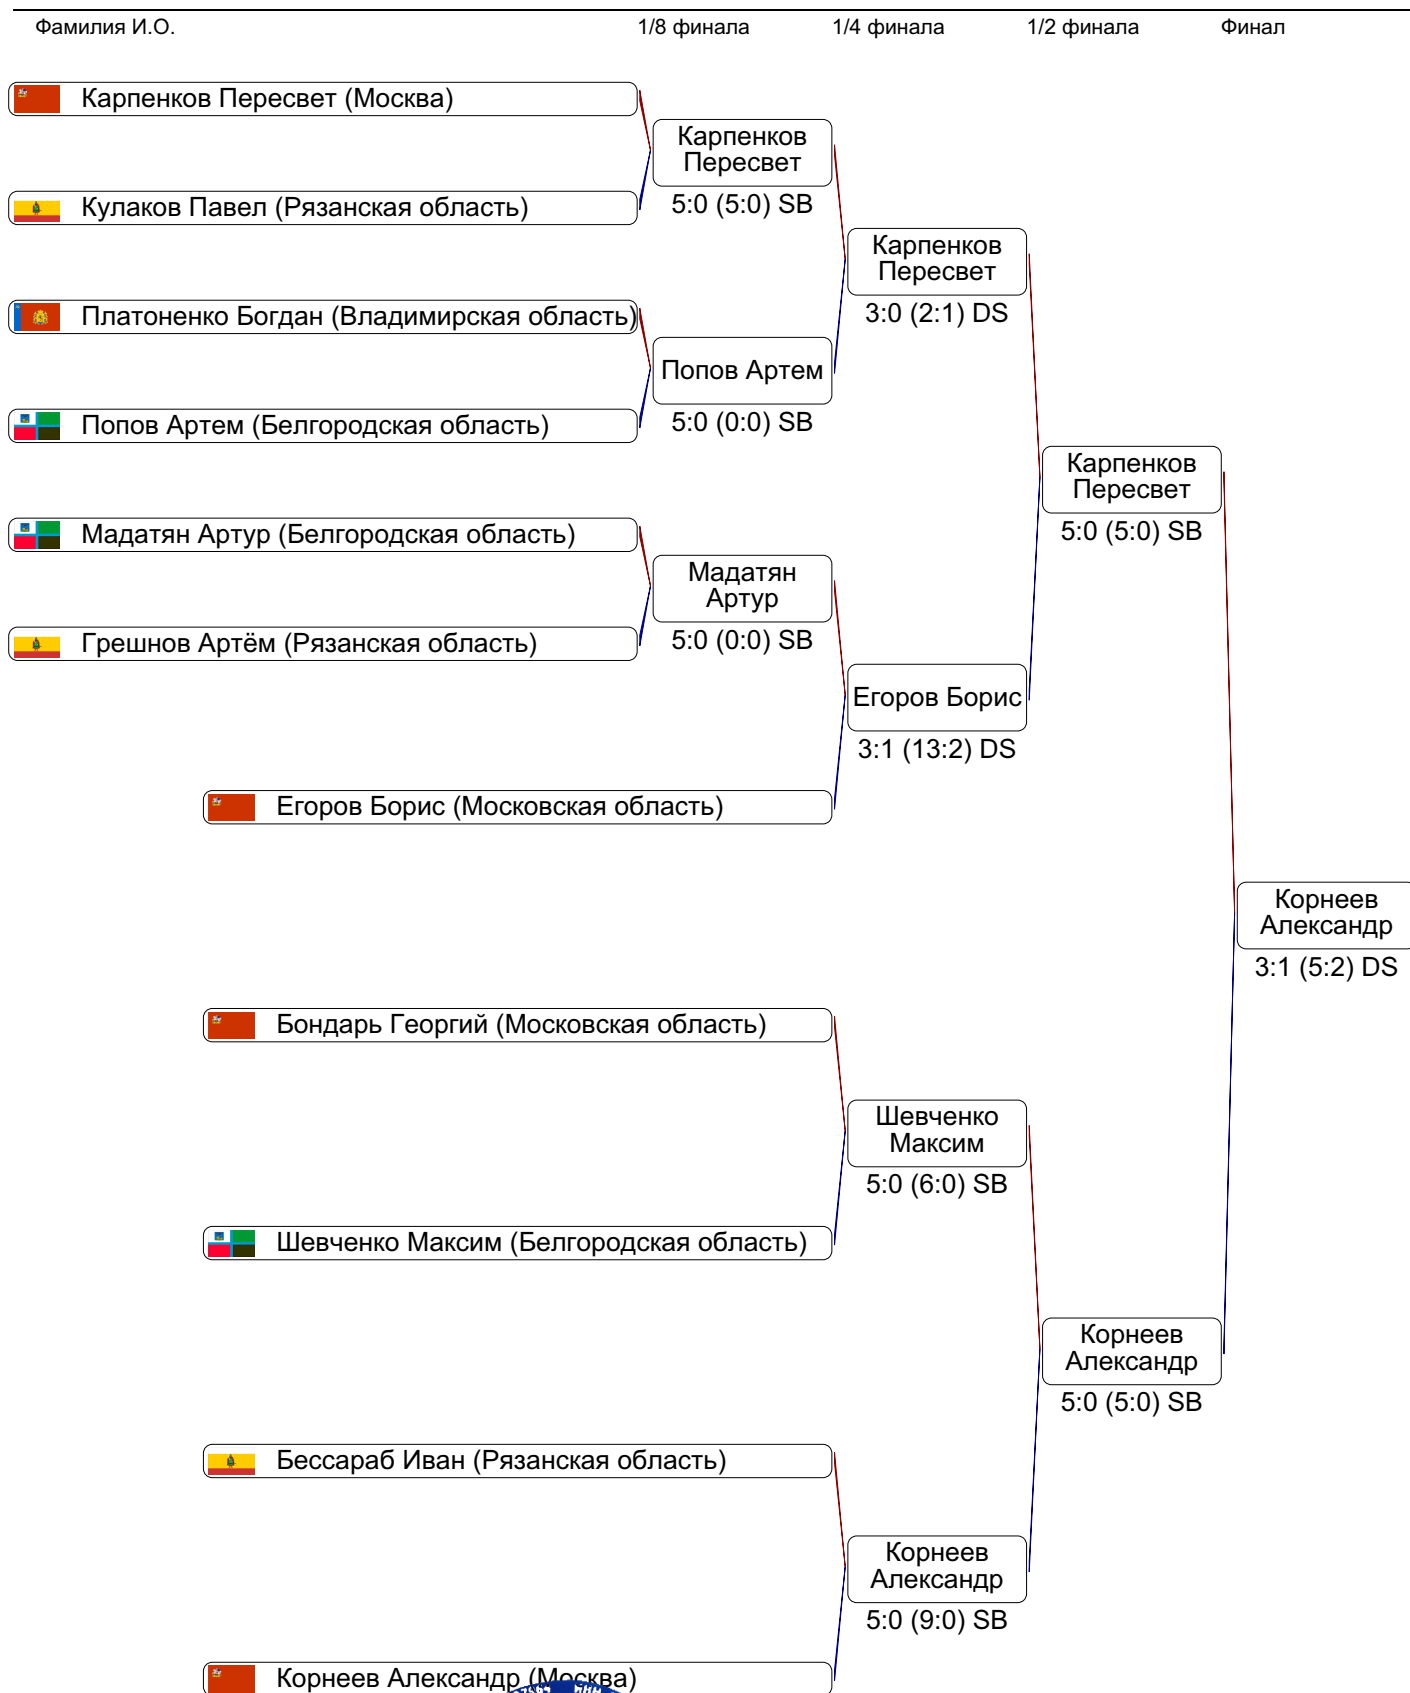 Фамилия И.О. 1/8 финала 1/4 финала 1/2 финала Финал
Карпенков Пересвет (Москва)
Карпенков
Пересвет
5:0 (5:0) SB
Кулаков Павел (Рязанская область)
Карпенков
Пересвет
3:0 (2:1) DS
Платоненко Богдан (Владимирская область)
Попов Артем
5:0 (0:0) SB
Попов Артем (Белгородская область)
Карпенков
Пересвет
5:0 (5:0) SB
Мадатян Артур (Белгородская область)
Мадатян
Артур
5:0 (0:0) SB
Грешнов Артём (Рязанская область)
Егоров Борис
3:1 (13:2) DS
Егоров Борис (Московская область)
Корнеев
Александр
3:1 (5:2) DS
Бондарь Георгий (Московская область)
Шевченко
Максим
5:0 (6:0) SB
Шевченко Максим (Белгородская область)
Корнеев
Александр
5:0 (5:0) SB
Бессараб Иван (Рязанская область)
Корнеев
Александр
5:0 (9:0) SB
Корнеев Александр (Москва)